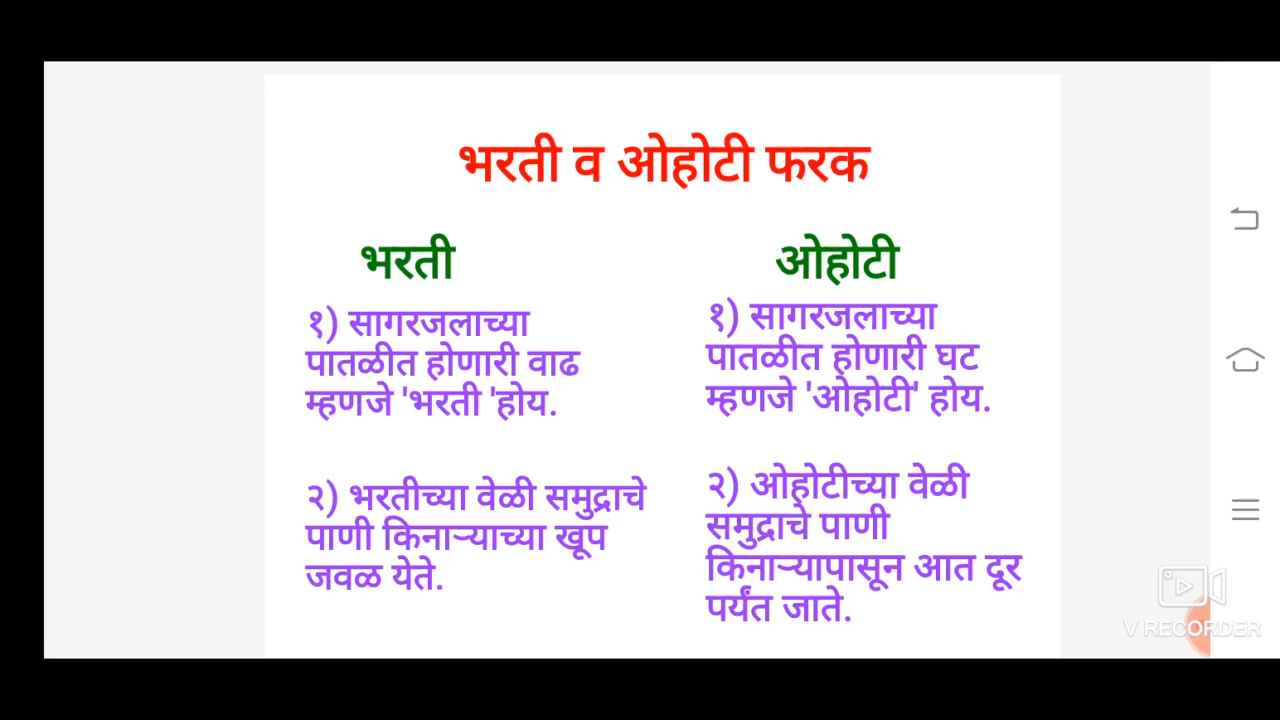 भरती व ओहोटी फरक
भरती
१) सागरजलाच्या
पातळीत होणारी वाढ
म्हणजे 'भरती 'होय.
२) भरतीच्या वेळी समुद्राचे
पाणी किनाऱ्याच्या खूप
जवळ येते.
ओहोटी
१) सागरजलाच्या
पातळीत होणारी घट
म्हणजे 'ओहोटी' होय.
२) ओहोटीच्या वेळी
समुद्राचे पाणी
किनाऱ्यापासून आत दूर
पर्यंत जाते.
V RECORDER